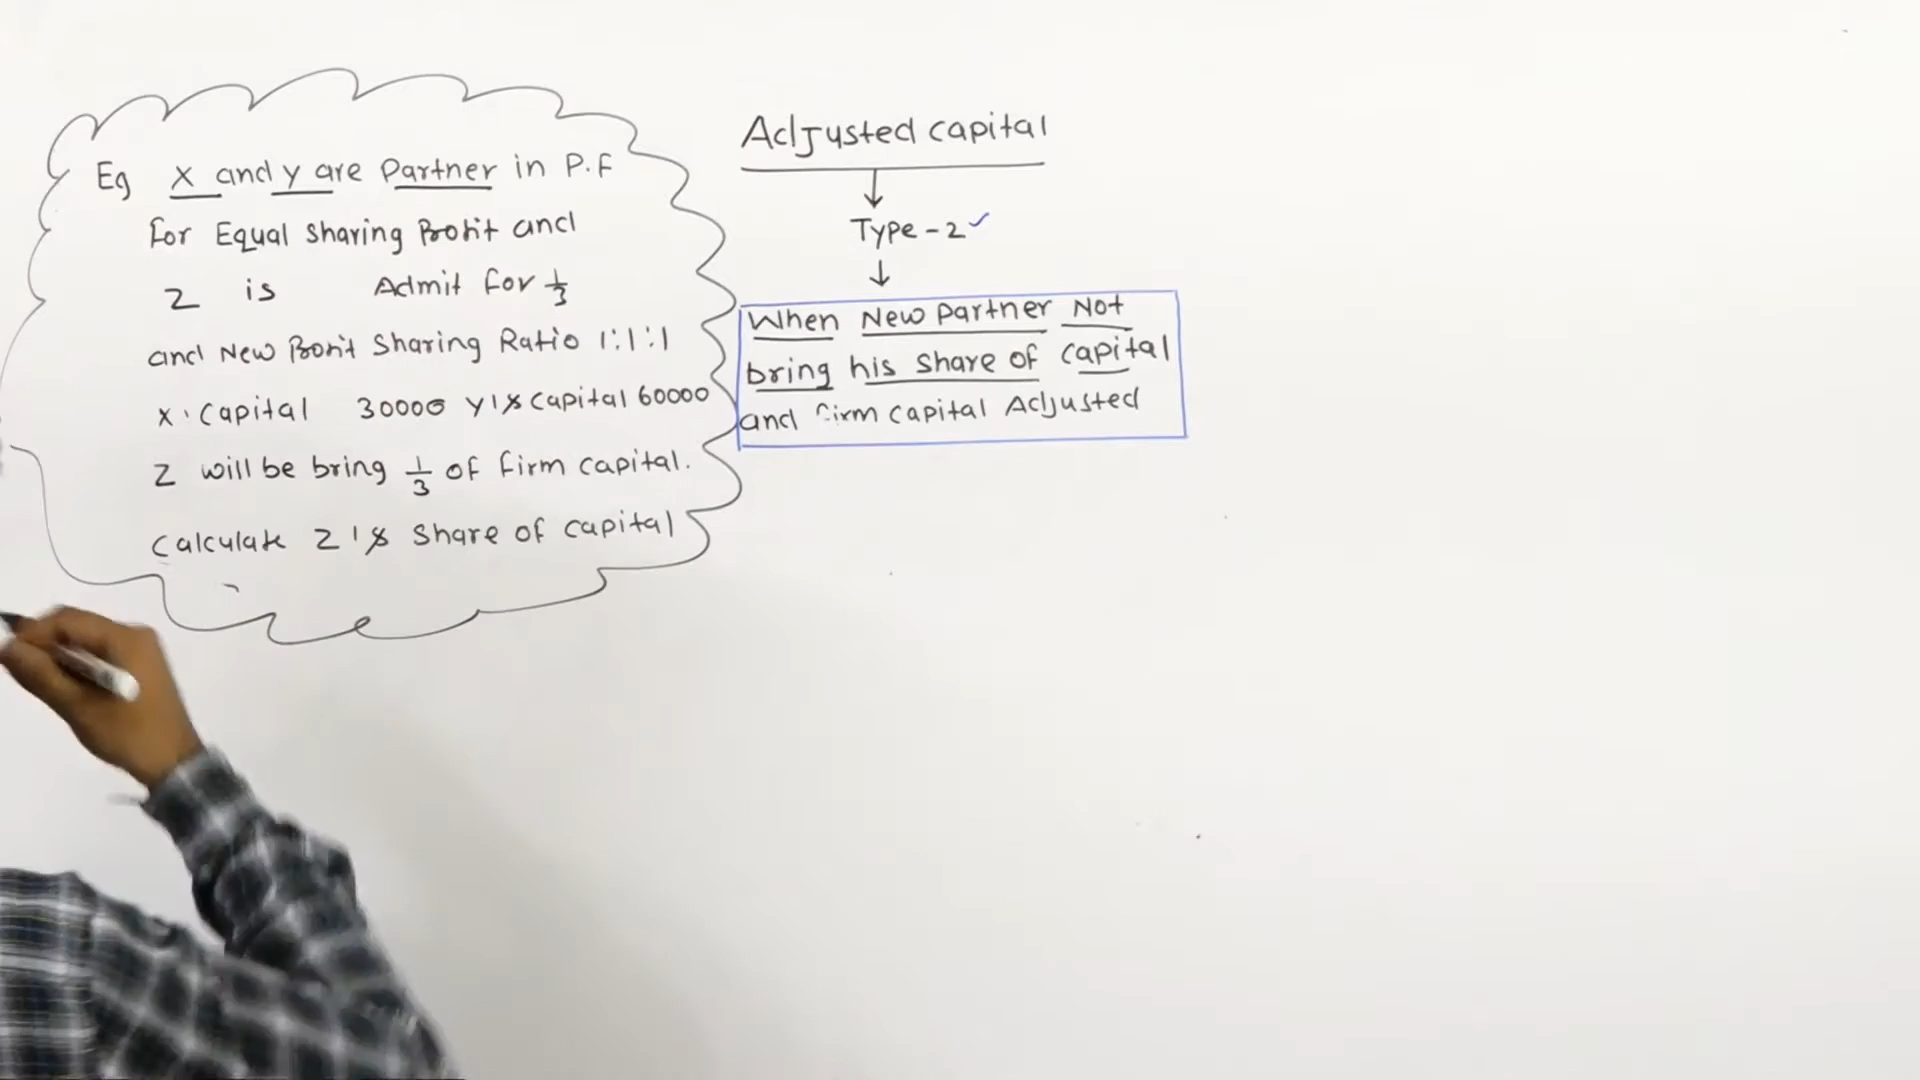 Eg X and y are Partner in P.F
for Equal sharing Profit and
Z is Admit for 1/3
and New Profit Sharing Ratio 1:1:1
X. Capital 30000 Y's Capital 60000
Z will be bring 1/3 of firm capital.
Calculate Z's Share of capital
Adjusted capital
Type-2✓
When New Partner Not
bring his share of capital
and firm capital Adjusted